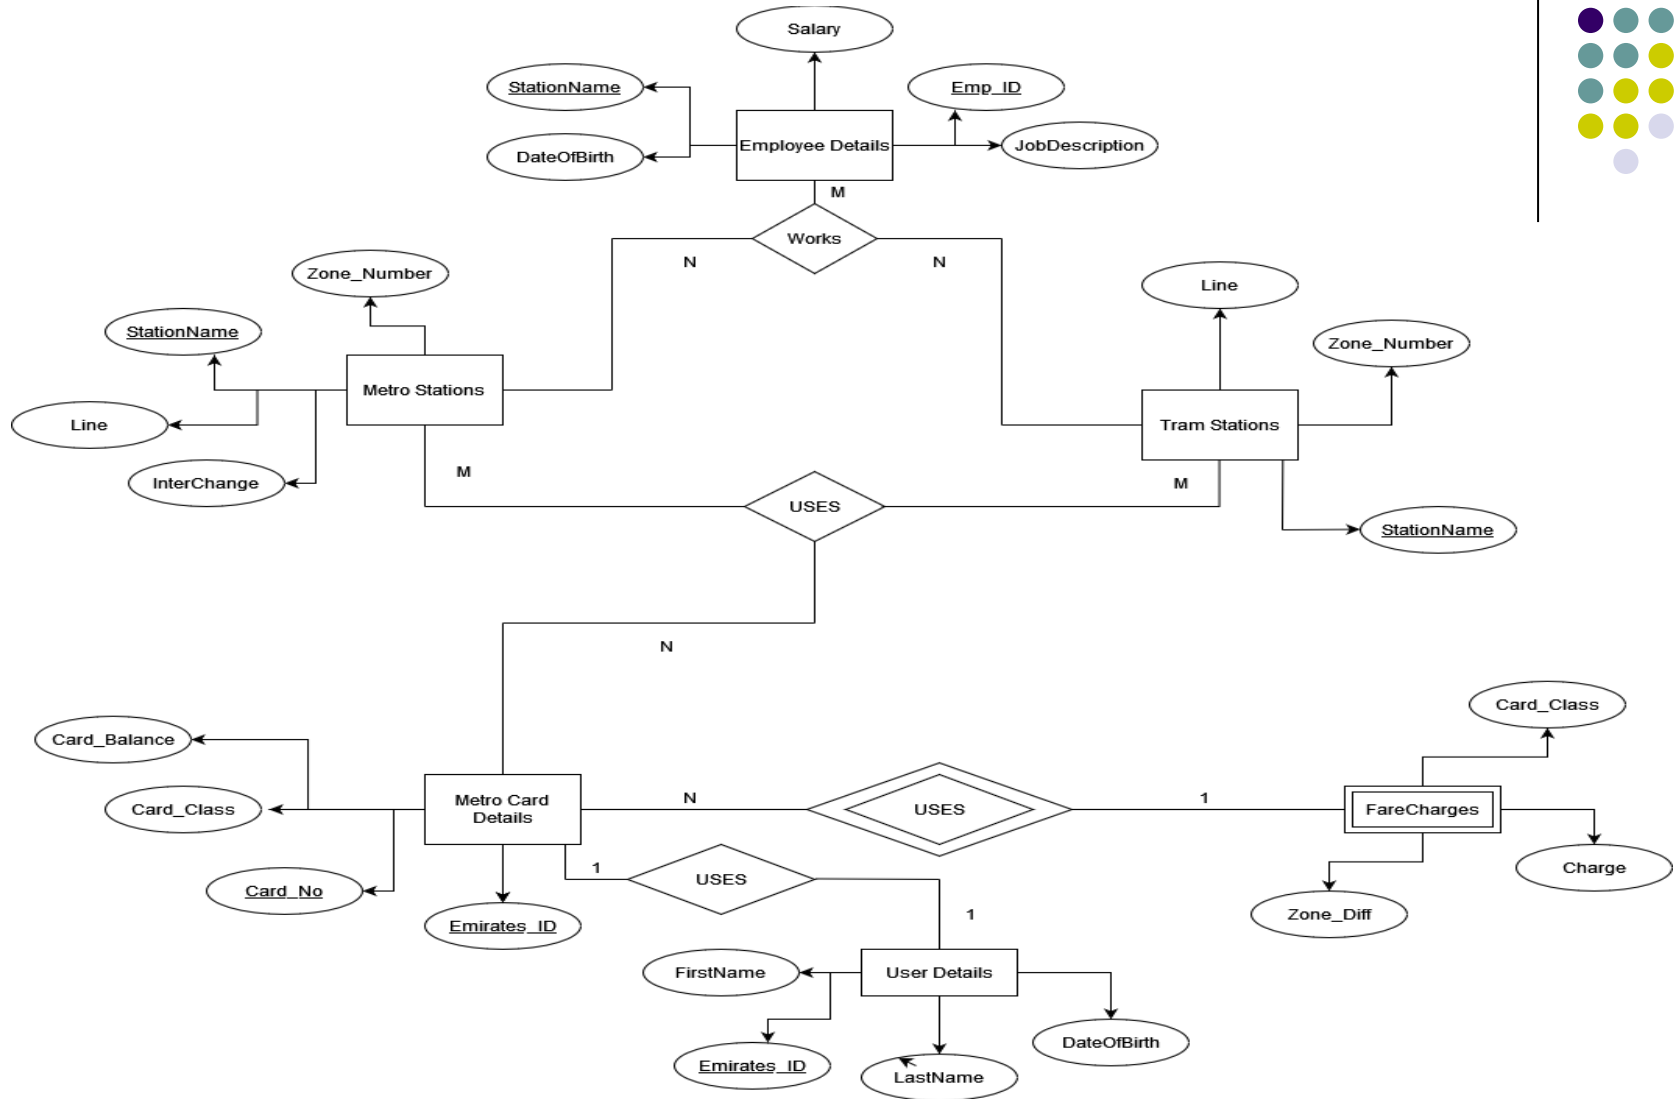 Salary
StationName
Emp_ID
Employee Details
JobDescription
DateOfBirth
M
Works
N
N
Zone_Number
Line
StationName
Zone_Number
Metro Stations
Tram Stations
Line
M
M
InterChange
USES
StationName
N
Card_Class
Card_Balance
Metro Card
Details
N
USES
1
FareCharges
Card_Class
1
USES
Charge
Card_No
Emirates_ID
1
Zone_Diff
FirstName
User Details
DateOfBirth
Emirates_ID
LastName